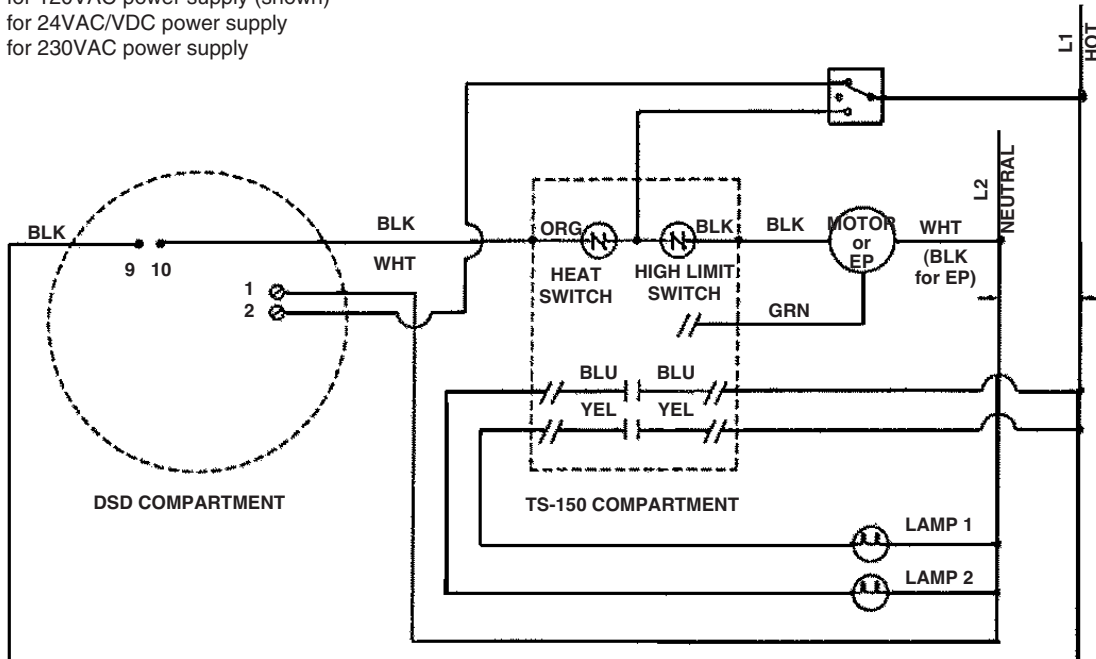 for 120VAC power supply (shown)
for 24VAC/VDC power supply
for 230VAC power supply
L1
HOT
L2
NEUTRAL
BLK
BLK
ORG
BLK
BLK
MOTOR
or
EP
WHT
(BLK
for EP)
9 10
WHT
HEAT
SWITCH
HIGH LIMIT
SWITCH
1
2
GRN
BLU
BLU
YEL
YEL
DSD COMPARTMENT
TS-150 COMPARTMENT
LAMP 1
LAMP 2